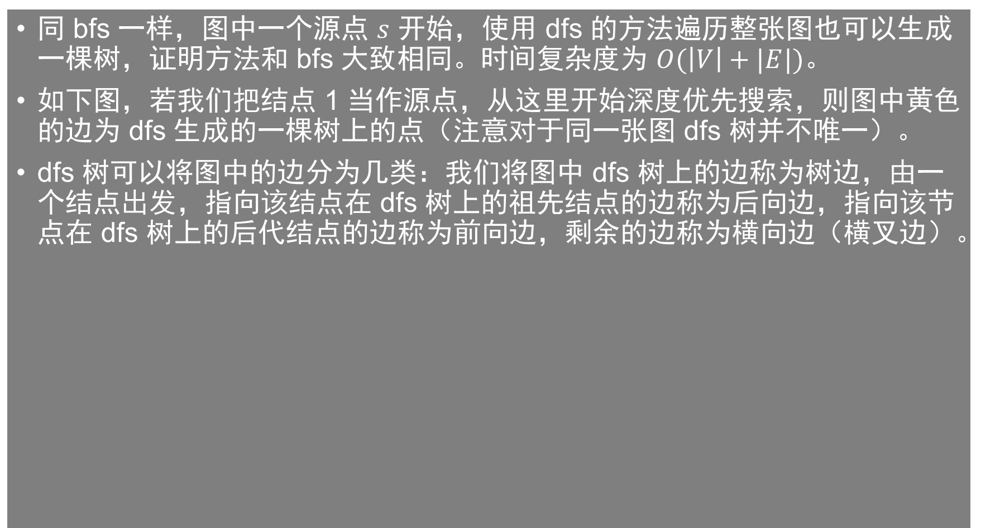 • 同 bfs 一样，图中一个源点 s 开始，使用 dfs 的方法遍历整张图也可以生成
一棵树，证明方法和 bfs 大致相同。时间复杂度为 O(|V| + |E|)。
• 如下图，若我们把结点 1 当作源点，从这里开始深度优先搜索，则图中黄色
的边为 dfs 生成的一棵树上的点（注意对于同一张图 dfs 树并不唯一）。
• dfs 树可以将图中的边分为几类：我们将图中 dfs 树上的边称为树边，由一
个结点出发，指向该结点在 dfs 树上的祖先结点的边称为后向边，指向该节
点在 dfs 树上的后代结点的边称为前向边，剩余的边称为横向边（横叉边）。